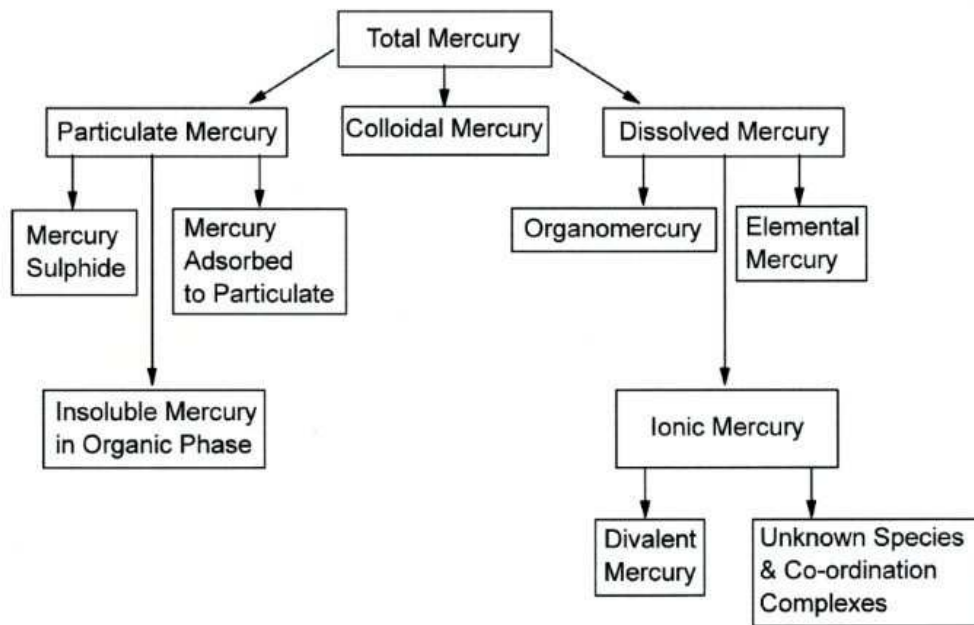 Total Mercury
Particulate Mercury
Colloidal Mercury
Dissolved Mercury
Mercury
Sulphide
Mercury
Adsorbed
to Particulate
Organomercury
Elemental
Mercury
Insoluble Mercury
in Organic Phase
Ionic Mercury
Divalent
Mercury
Unknown Species
& Co-ordination
Complexes